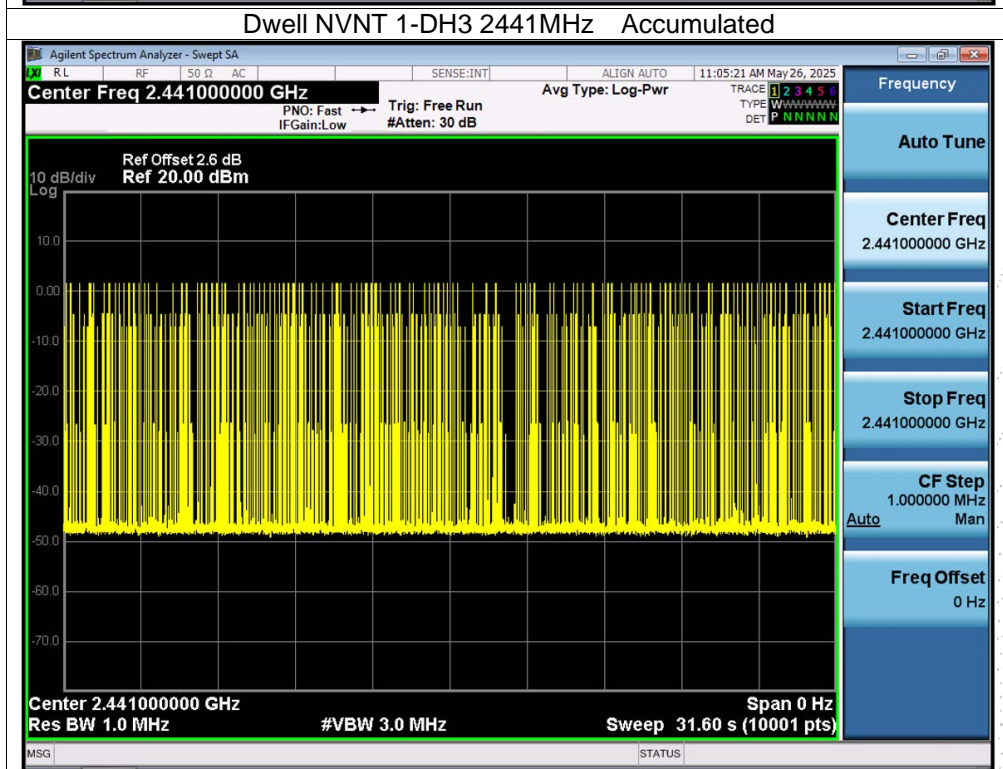 Dwell NVNT 1-DH3 2441MHz    Accumulated
Agilent Spectrum Analyzer - Swept SA
LXI RL RF 50 Ω AC SENSE:INT ALIGN AUTO 11:05:21 AM May 26, 2025
Center Freq 2.441000000 GHz
PNO: Fast
IFGain:Low
Trig: Free Run
#Atten: 30 dB
Avg Type: Log-Pwr
TRACE 1 2 3 4 5 6
TYPE WWWWWW
DET P N N N N N
Ref Offset 2.6 dB
10 dB/div Ref 20.00 dBm
Log
10.0
0.00
-10.0
-20.0
-30.0
-40.0
-50.0
-60.0
-70.0
Center 2.441000000 GHz Span 0 Hz
Res BW 1.0 MHz #VBW 3.0 MHz Sweep 31.60 s (10001 pts)
MSG STATUS
Frequency
Auto Tune
Center Freq
2.441000000 GHz
Start Freq
2.441000000 GHz
Stop Freq
2.441000000 GHz
CF Step
1.000000 MHz
Auto Man
Freq Offset
0 Hz